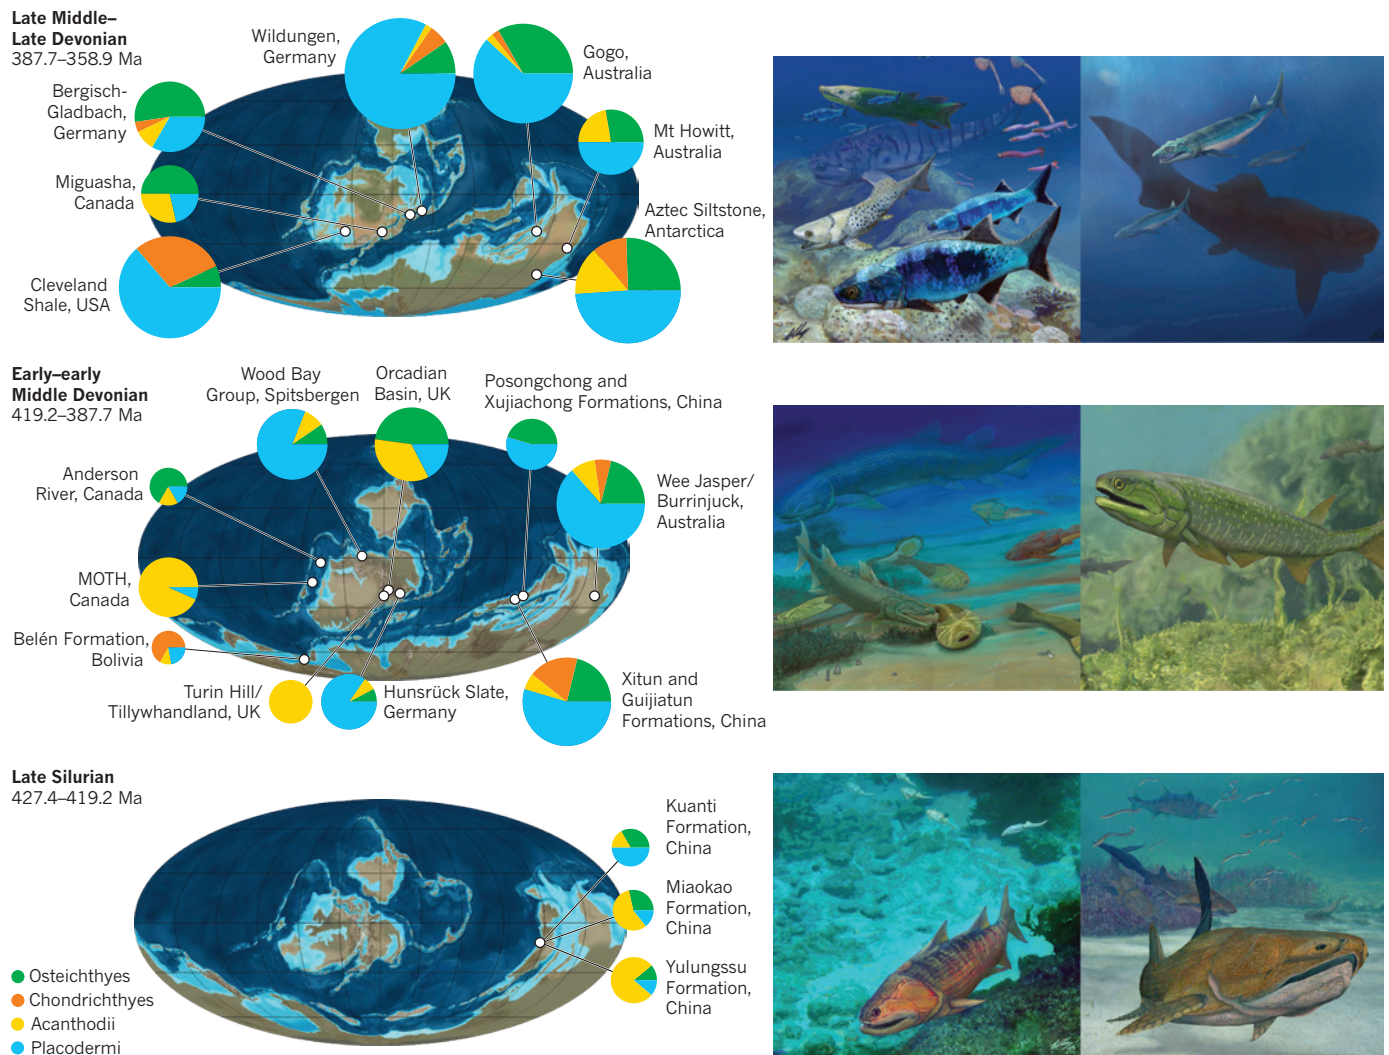 Late Middle–
Late Devonian
387.7–358.9 Ma
Wildungen,
Germany
Gogo,
Australia
Bergisch-
Gladbach,
Germany
Mt Howitt,
Australia
Miguasha,
Canada
Aztec Siltstone,
Antarctica
Cleveland
Shale, USA
Early–early
Middle Devonian
419.2–387.7 Ma
Wood Bay
Group, Spitsbergen
Orcadian
Basin, UK
Posongchong and
Xujiachong Formations, China
Anderson
River, Canada
Wee Jasper/
Burrinjuck,
Australia
MOTH,
Canada
Belén Formation,
Bolivia
Turin Hill/
Tillywhandland, UK
Hunsrück Slate,
Germany
Xitun and
Guijiatun
Formations, China
Late Silurian
427.4–419.2 Ma
Kuanti
Formation,
China
Miaokao
Formation,
China
Yulungssu
Formation,
China
Osteichthyes
Chondrichthyes
Acanthodii
Placodermi